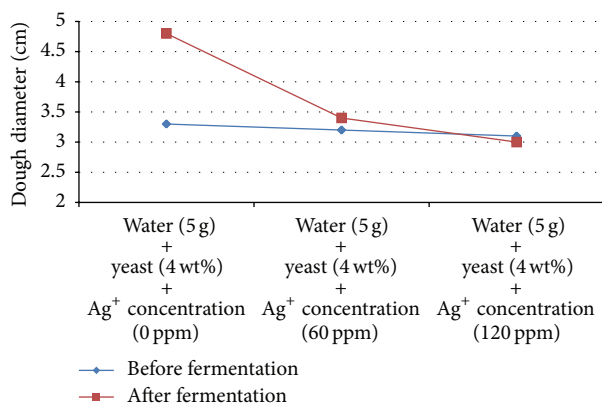 Dough diameter (cm)
5
4.5
4
3.5
3
2.5
2
Water (5 g)
+
yeast (4 wt%)
+
Ag⁺ concentration
(0 ppm)
Water (5 g)
+
yeast (4 wt%)
+
Ag⁺ concentration
(60 ppm)
Water (5 g)
+
yeast (4 wt%)
+
Ag⁺ concentration
(120 ppm)
Before fermentation
After fermentation